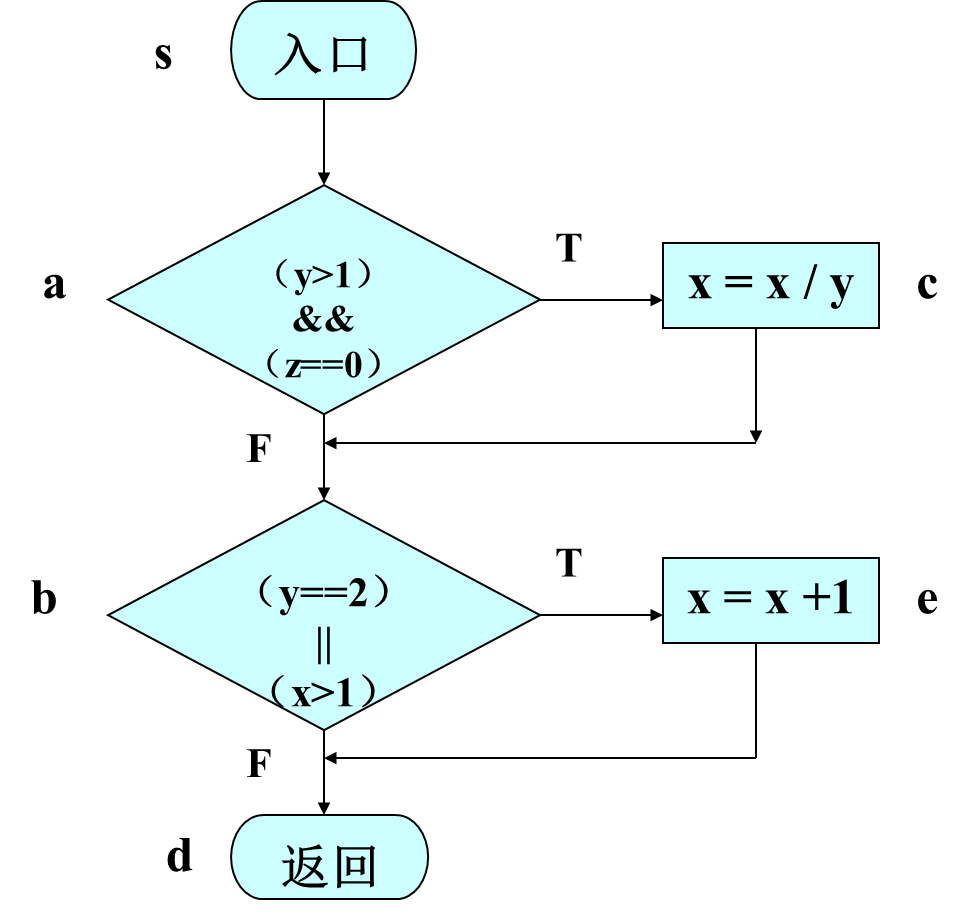 s
入口
a
（y>1）
&&
（z==0）
T
x = x / y
c
F
b
（y==2）
||
（x>1）
T
x = x +1
e
F
d
返回